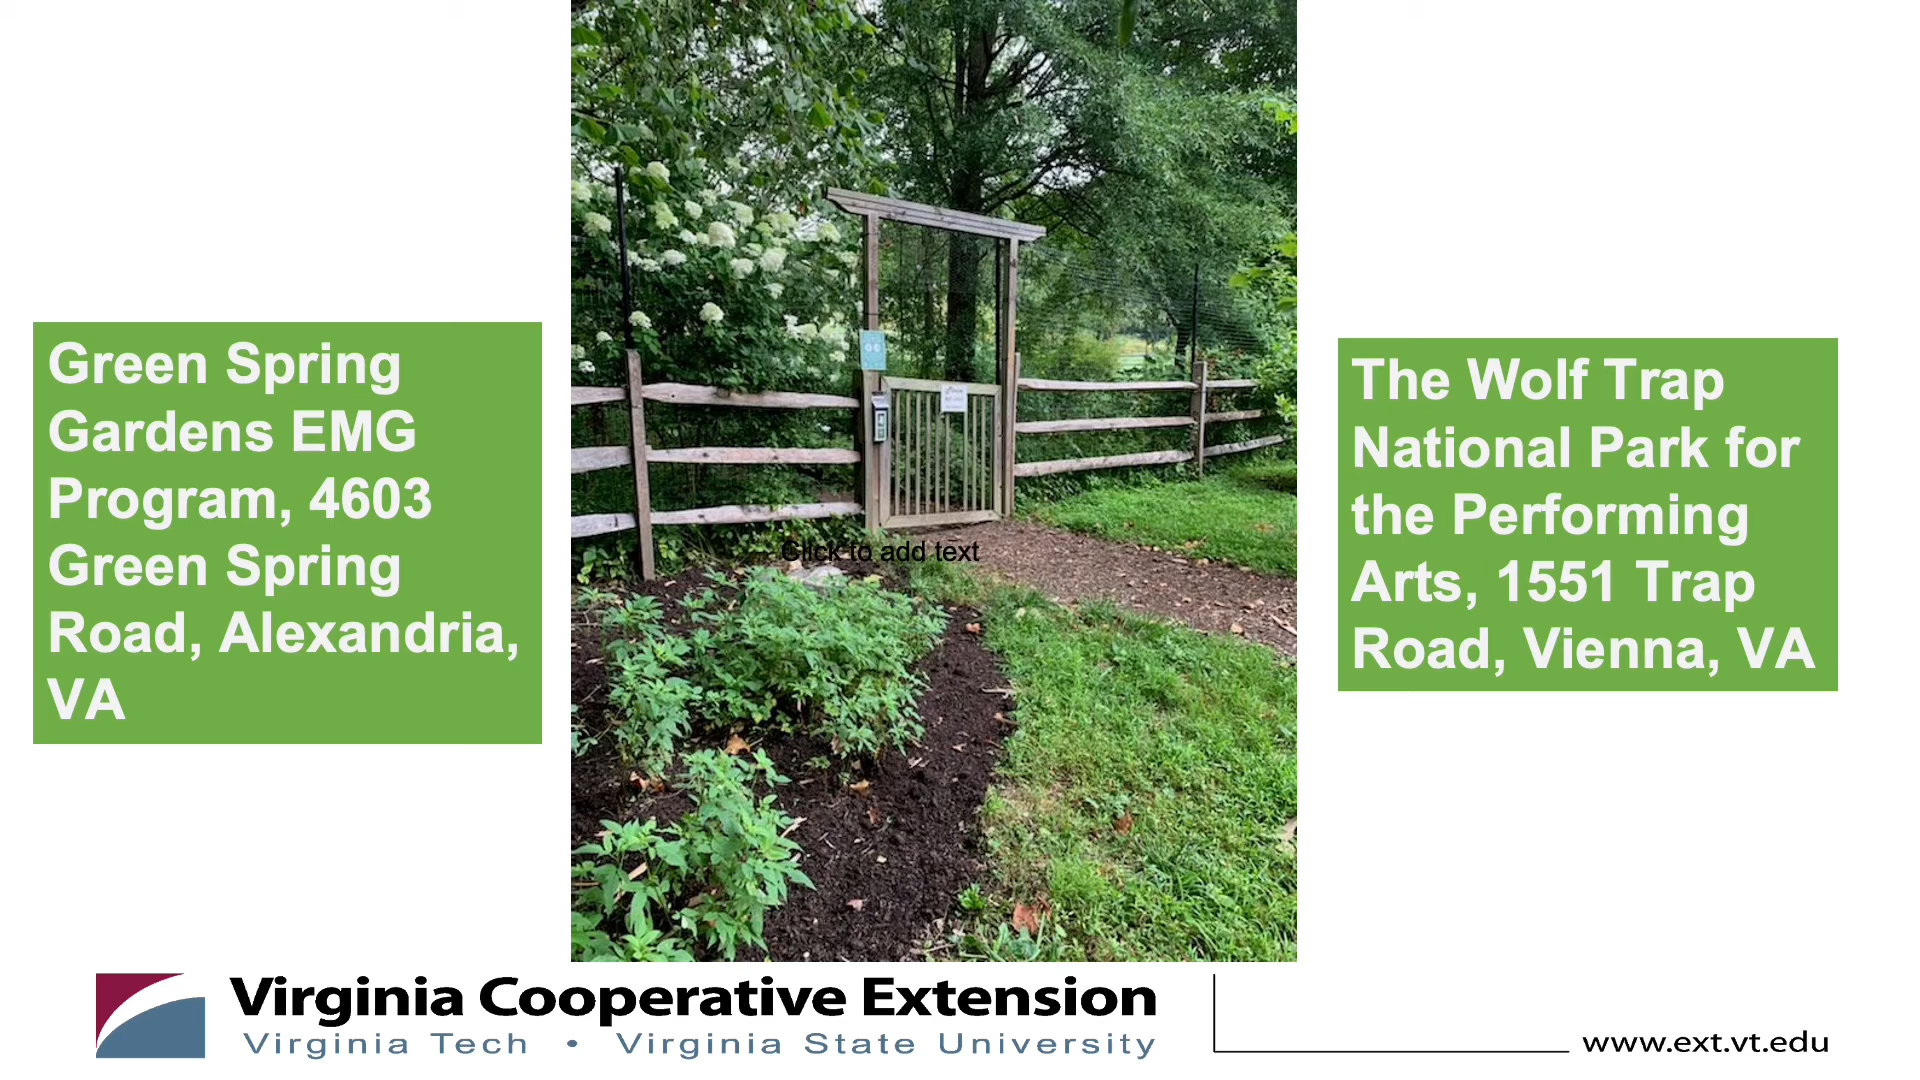 Green Spring
Gardens EMG
Program, 4603
Green Spring
Road, Alexandria,
VA
Click to add text
The Wolf Trap
National Park for
the Performing
Arts, 1551 Trap
Road, Vienna, VA
Virginia Cooperative Extension
Virginia Tech • Virginia State University
www.ext.vt.edu